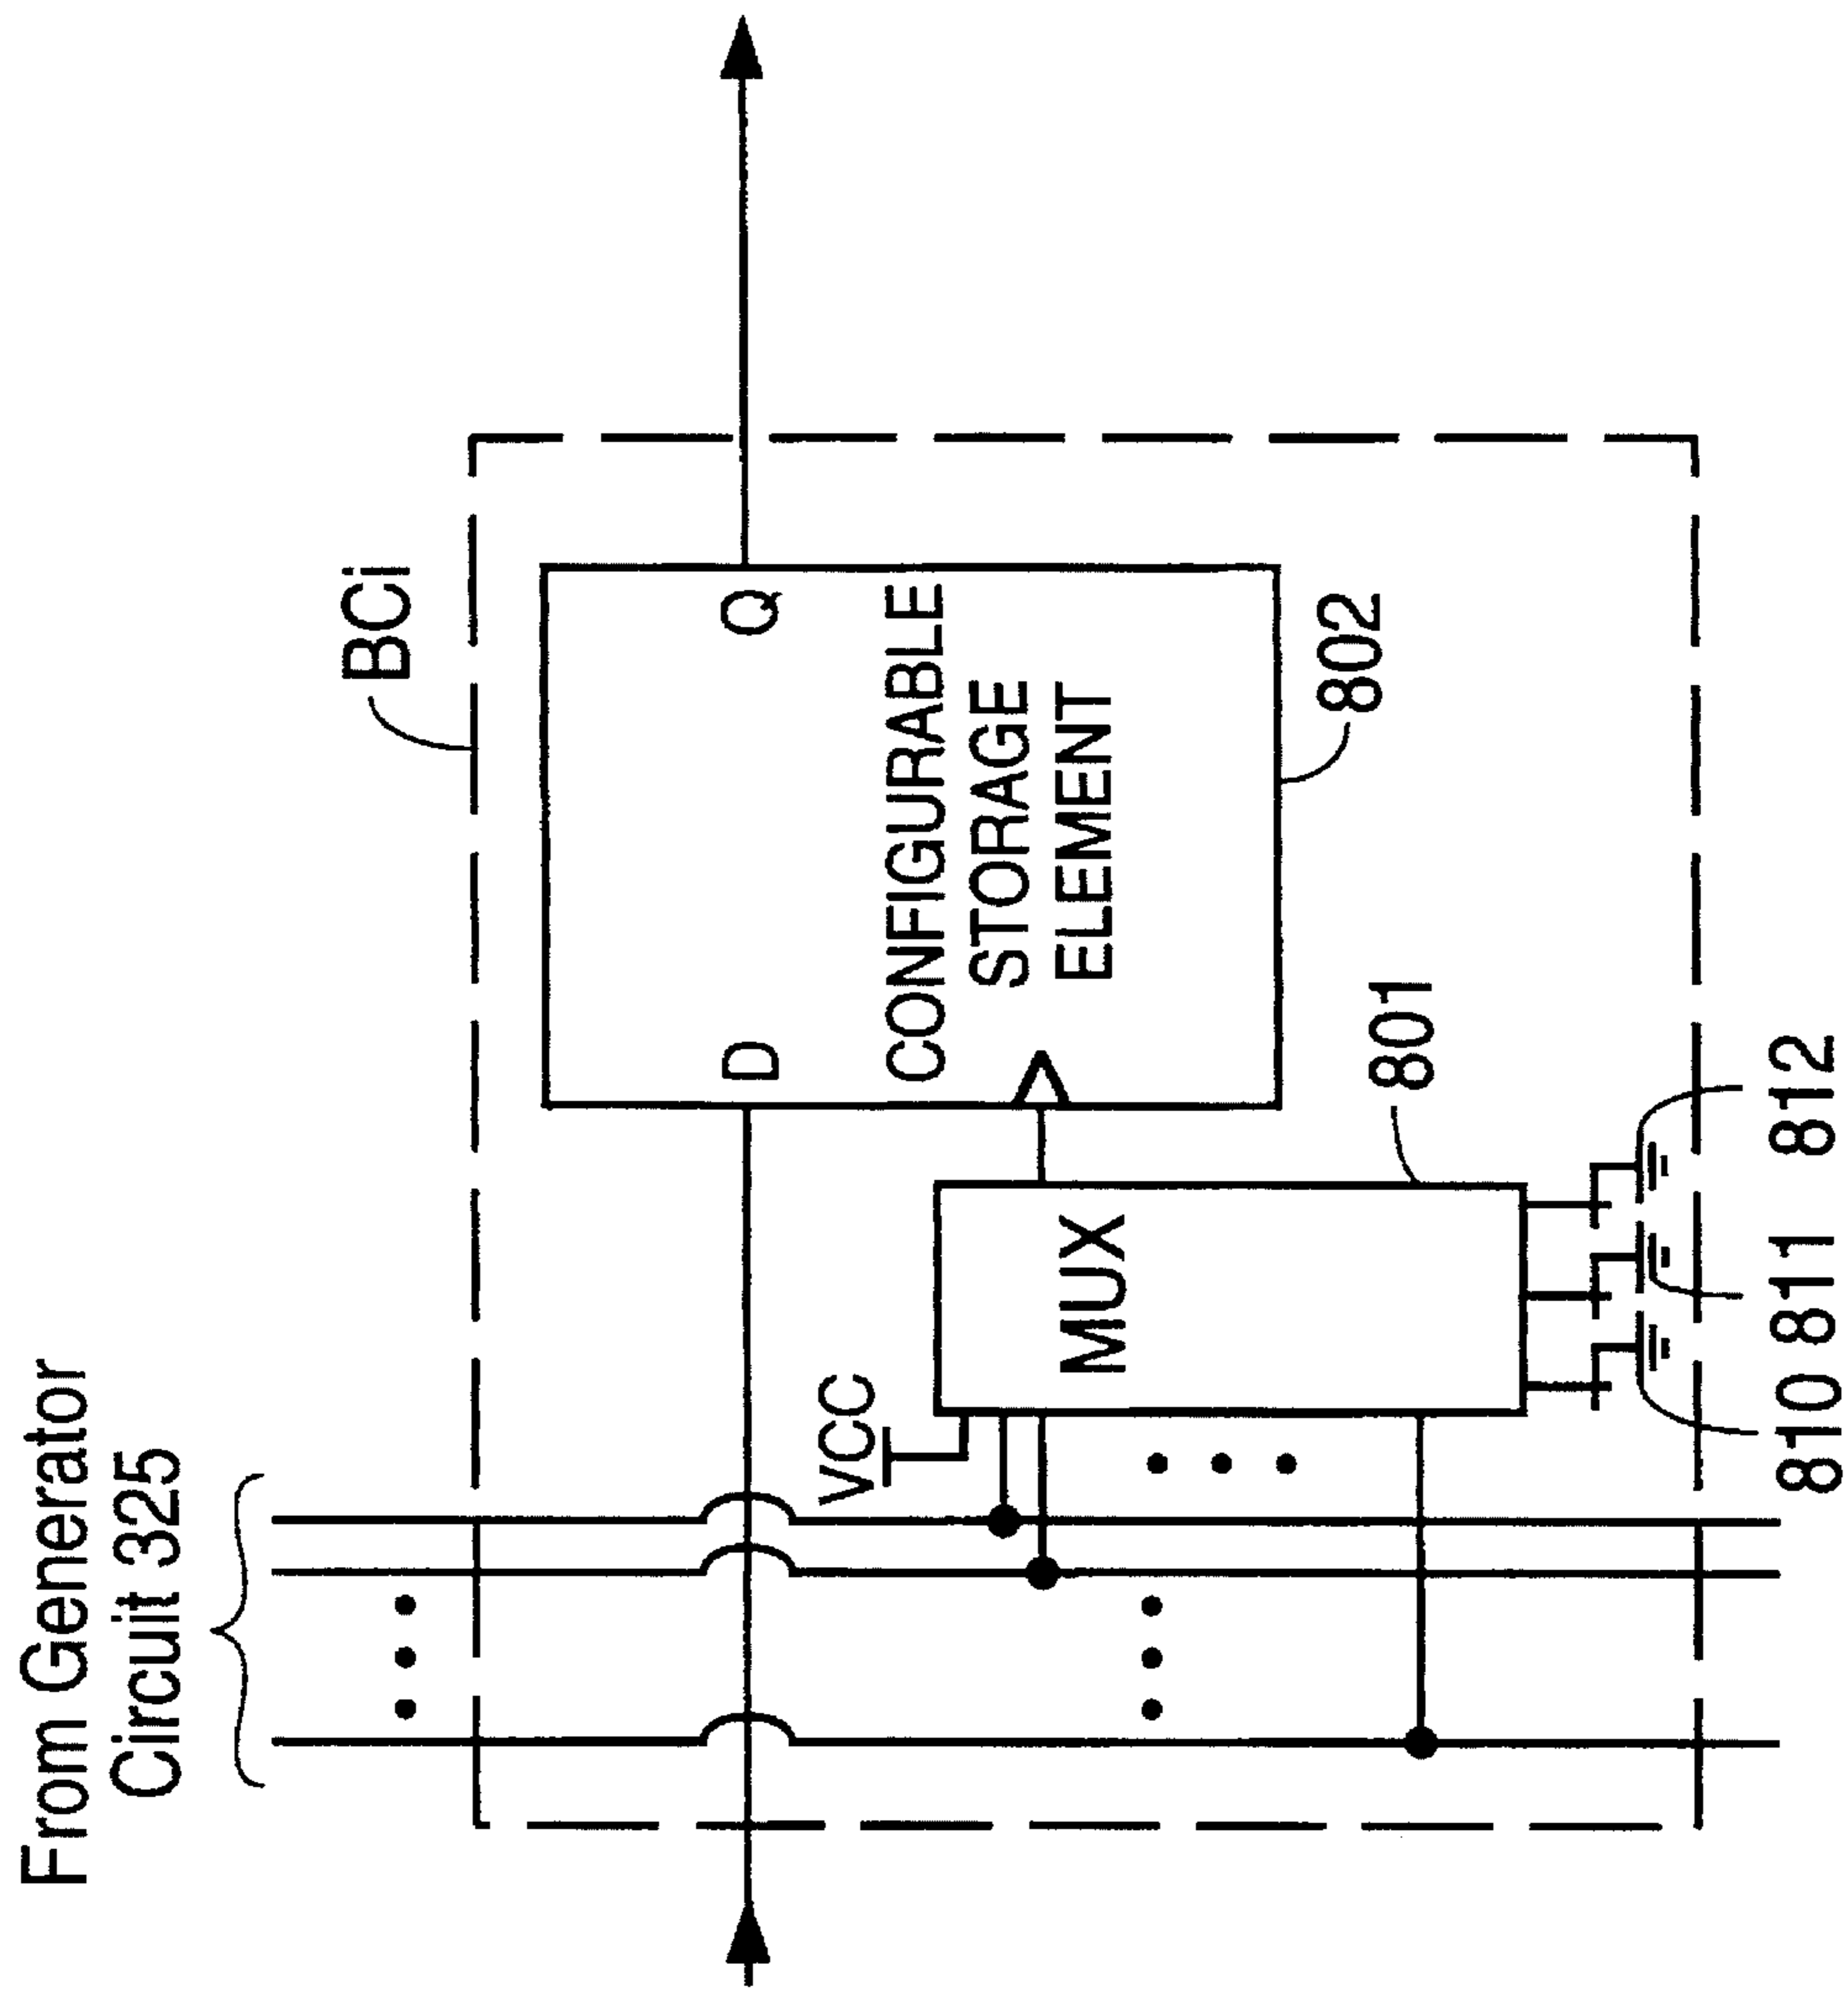 From Generator
Circuit 325
BCi
D
Q
CONFIGURABLE
STORAGE
ELEMENT
802
VCC
MUX
801
810
811
812